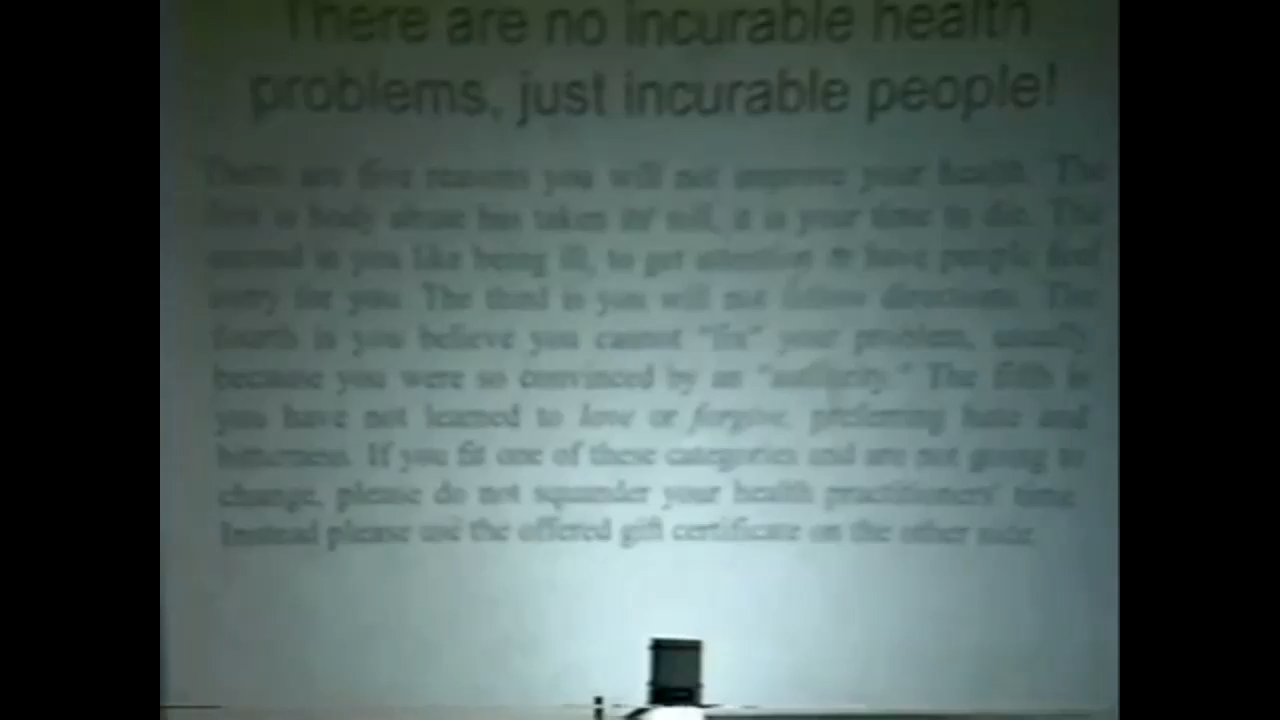 There are no incurable health
problems, just incurable people!
There are five reasons you will not improve your health. The
first is body abuse has taken its' toll, it is your time to die. The
second is you like being ill, to get attention or have people feel
sorry for you. The third is you will not follow directions. The
fourth is you believe you cannot "fix" your problem, usually
because you were so convinced by an "authority." The fifth is
you have not learned to love or forgive, preferring hate and
bitterness. If you fit one of these categories and are not going to
change, please do not squander your health practitioners' time.
Instead please use the offered gift certificate on the other side.